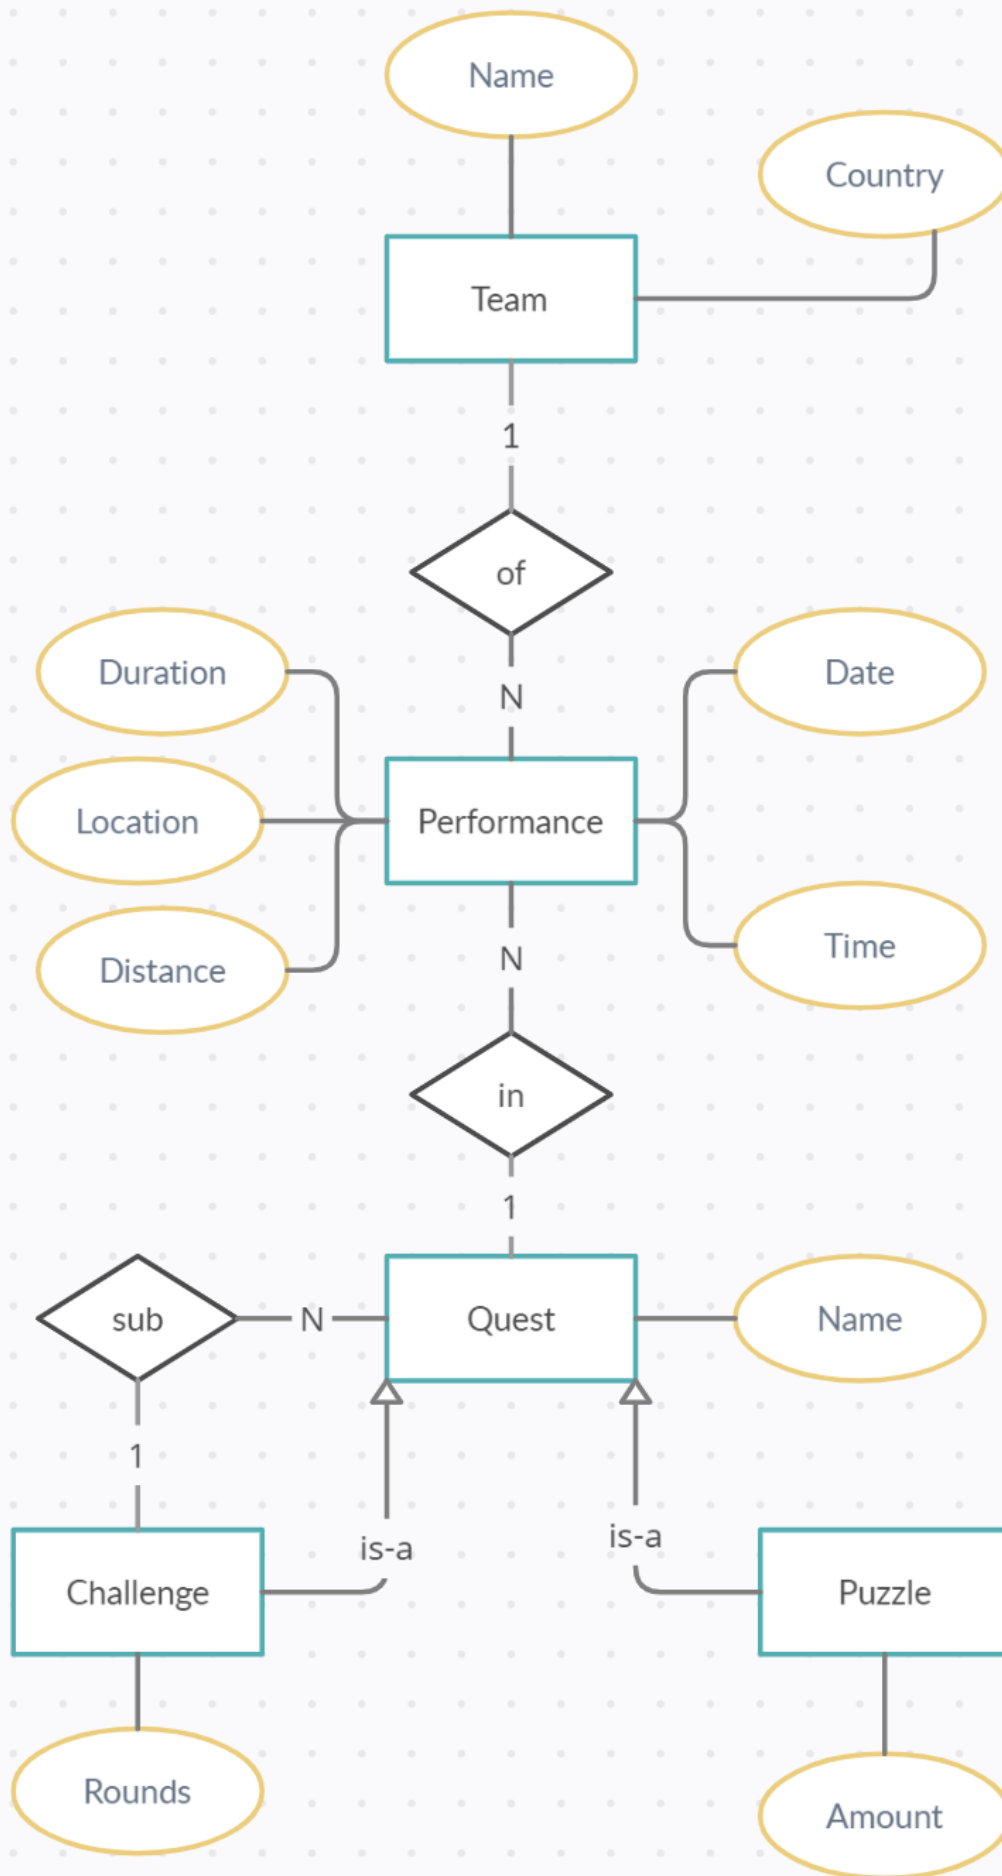 Name
Country
Team
1
of
N
Duration
Date
Location
Performance
Distance
Time
N
in
1
sub
N
Quest
Name
1
is-a
is-a
Challenge
Puzzle
Rounds
Amount